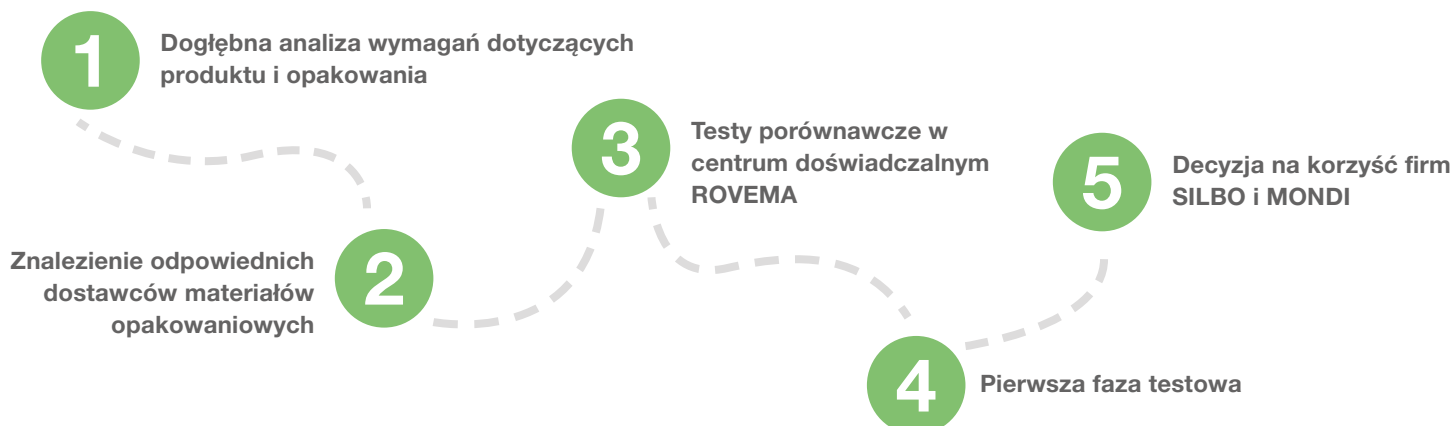 1
Dogłębna analiza wymagań dotyczących
produktu i opakowania
2
Znalezienie odpowiednich
dostawców materiałów
opakowaniowych
3
Testy porównawcze w
centrum doświadczalnym
ROVEMA
4
Pierwsza faza testowa
5
Decyzja na korzyść firm
SILBO i MONDI